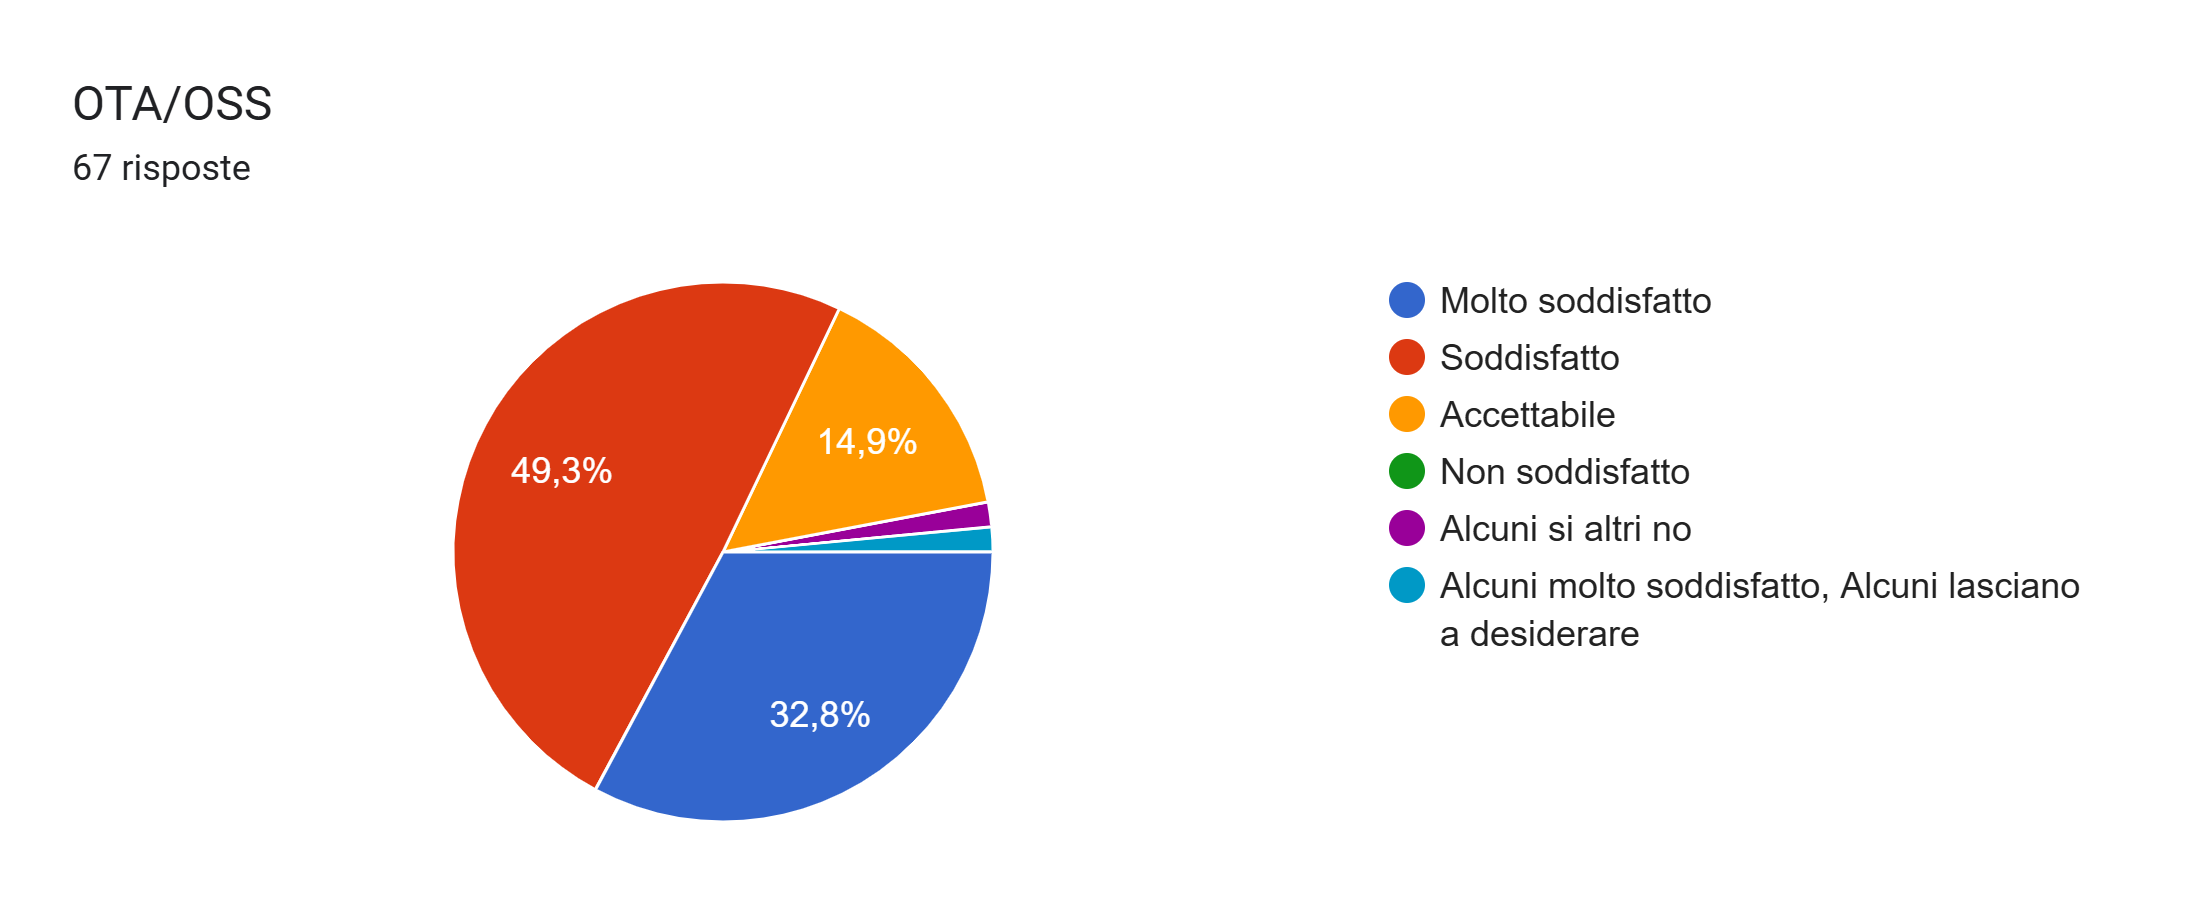 OTA/OSS
67 risposte
49,3%
14,9%
32,8%
Molto soddisfatto
Soddisfatto
Accettabile
Non soddisfatto
Alcuni si altri no
Alcuni molto soddisfatto, Alcuni lasciano
a desiderare